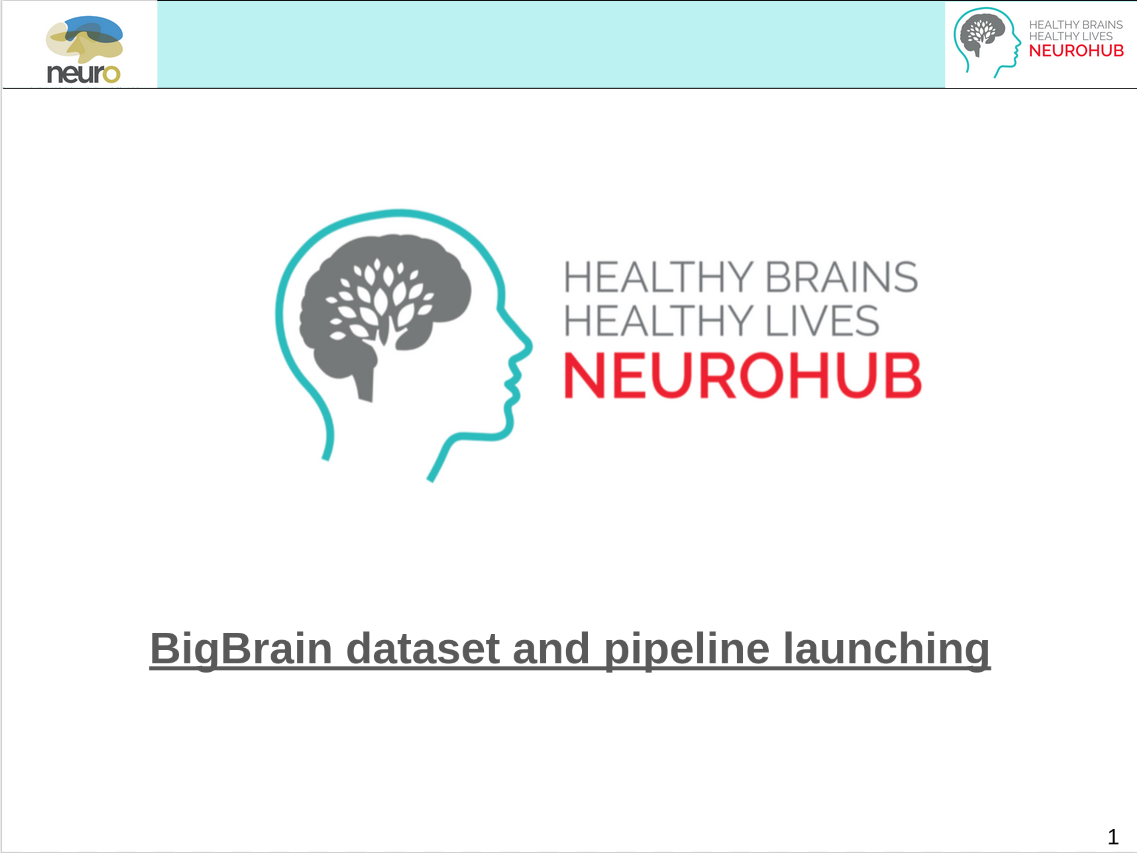 neuro
HEALTHY BRAINS
HEALTHY LIVES
NEUROHUB
HEALTHY BRAINS
HEALTHY LIVES
NEUROHUB
BigBrain dataset and pipeline launching
1